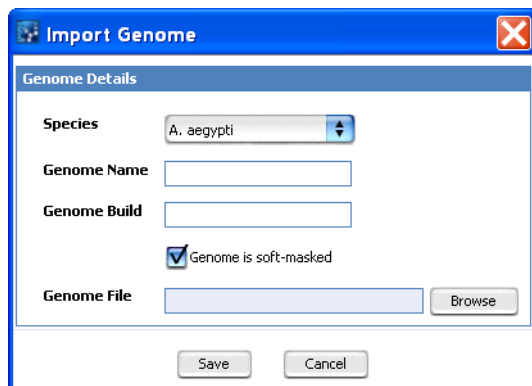 Import Genome
Genome Details
Species
A. aegypti
Genome Name
Genome Build
Genome is soft-masked
Genome File
Browse
Save
Cancel